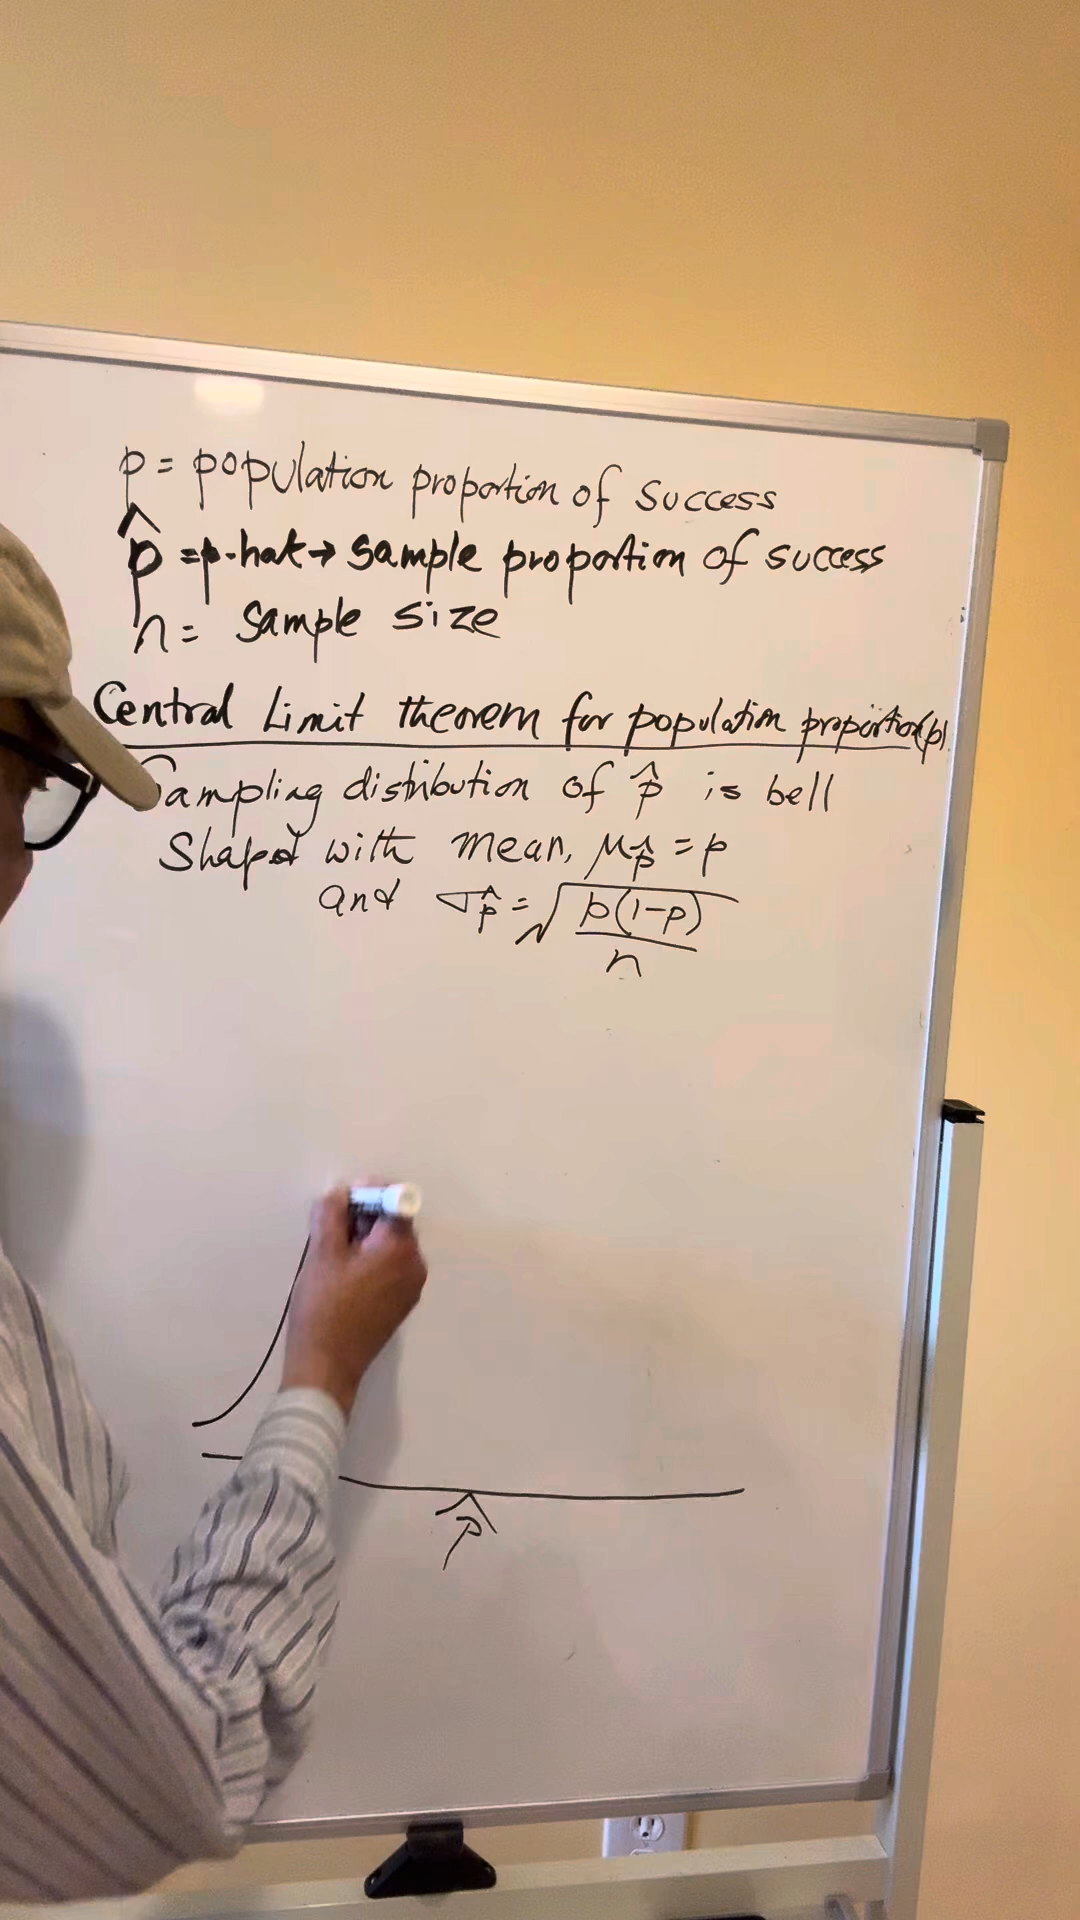 p = population proportion of success
p̂ = p-hat → sample proportion of success
n = sample size
Central Limit theorem for population proportion(p)
Sampling distribution of p̂ is bell
Shaped with mean, μp̂ = p
and σp̂ = √p(1-p)
n
p